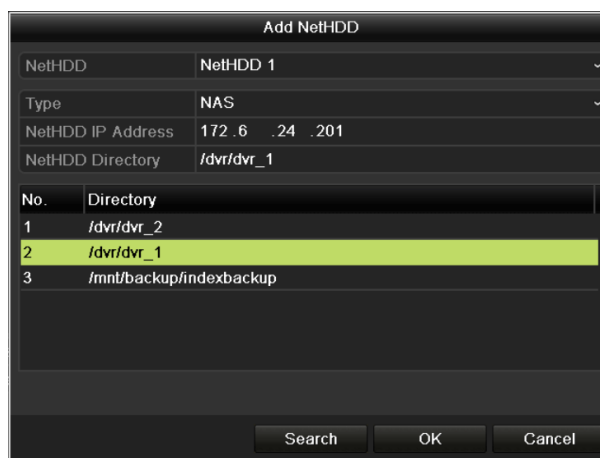 Add NetHDD
NetHDD NetHDD 1
Type NAS
NetHDD IP Address 172 .6 .24 .201
NetHDD Directory /dvr/dvr_1
No. Directory
1 /dvr/dvr_2
2 /dvr/dvr_1
3 /mnt/backup/indexbackup
Search OK Cancel